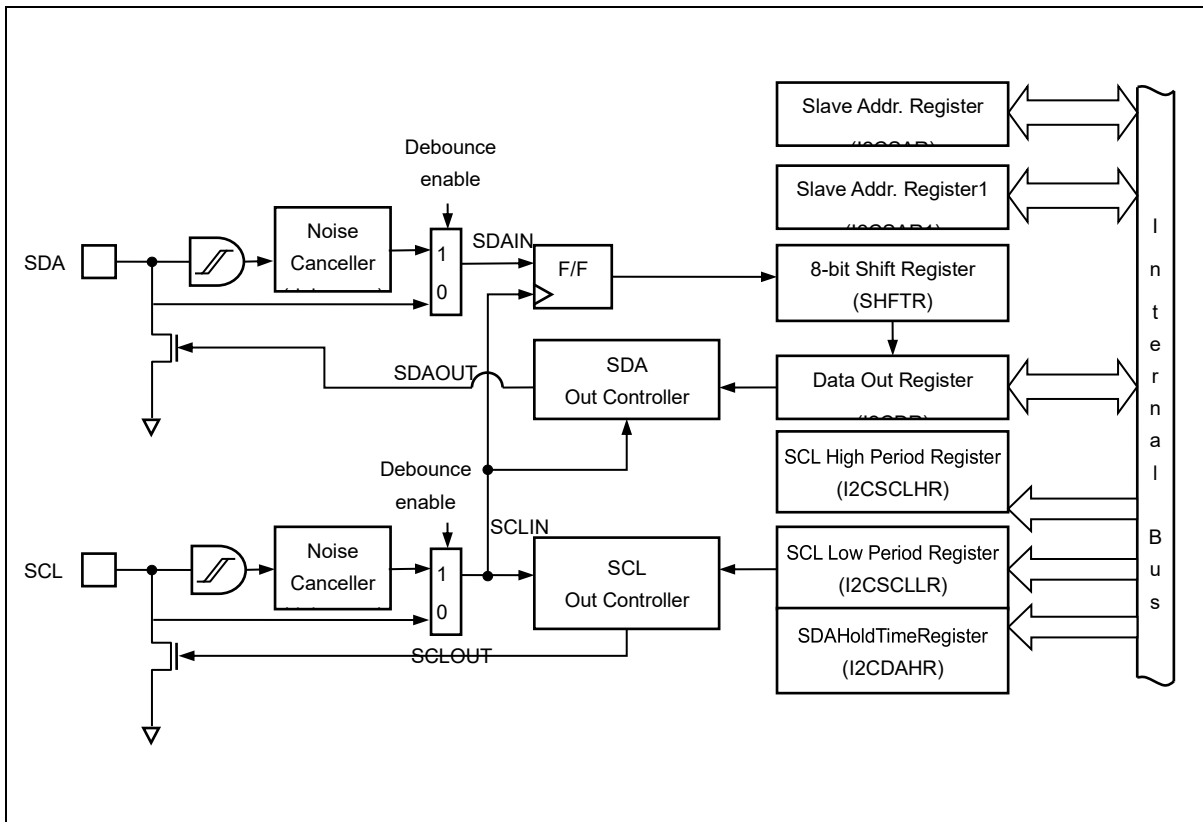 Slave Addr. Register
Slave Addr. Register1
8-bit Shift Register
(SHFTR)
Data Out Register
SCL High Period Register
(I2CSCLHR)
SCL Low Period Register
(I2CSCLLR)
SDAHoldTimeRegister
(I2CDAHR)
Internal Bus
Debounce
enable
SDA
Noise
Canceller
1
0
SDAIN
F/F
SDAOUT
SDA
Out Controller
Debounce
enable
SCL
Noise
Canceller
1
0
SCLIN
SCL
Out Controller
SCLOUT